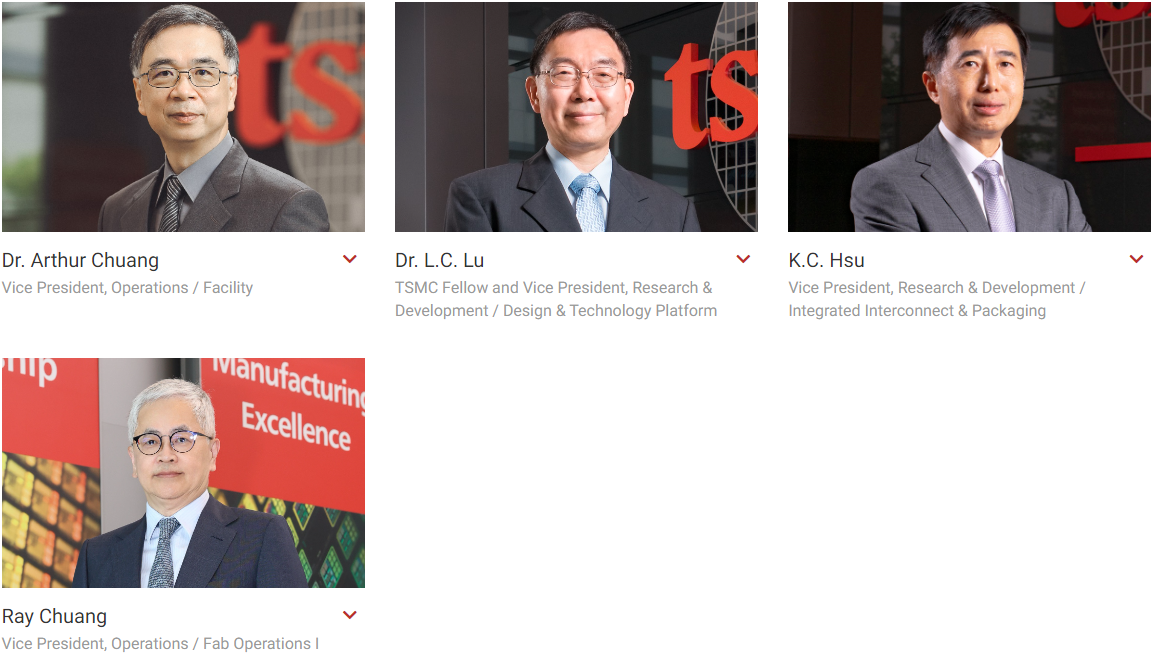 ts
ts
ts
Dr. Arthur Chuang
Vice President, Operations / Facility
Dr. L.C. Lu
TSMC Fellow and Vice President, Research &
Development / Design & Technology Platform
K.C. Hsu
Vice President, Research & Development /
Integrated Interconnect & Packaging
hip
Manufacturing
Excellence
Ray Chuang
Vice President, Operations / Fab Operations I